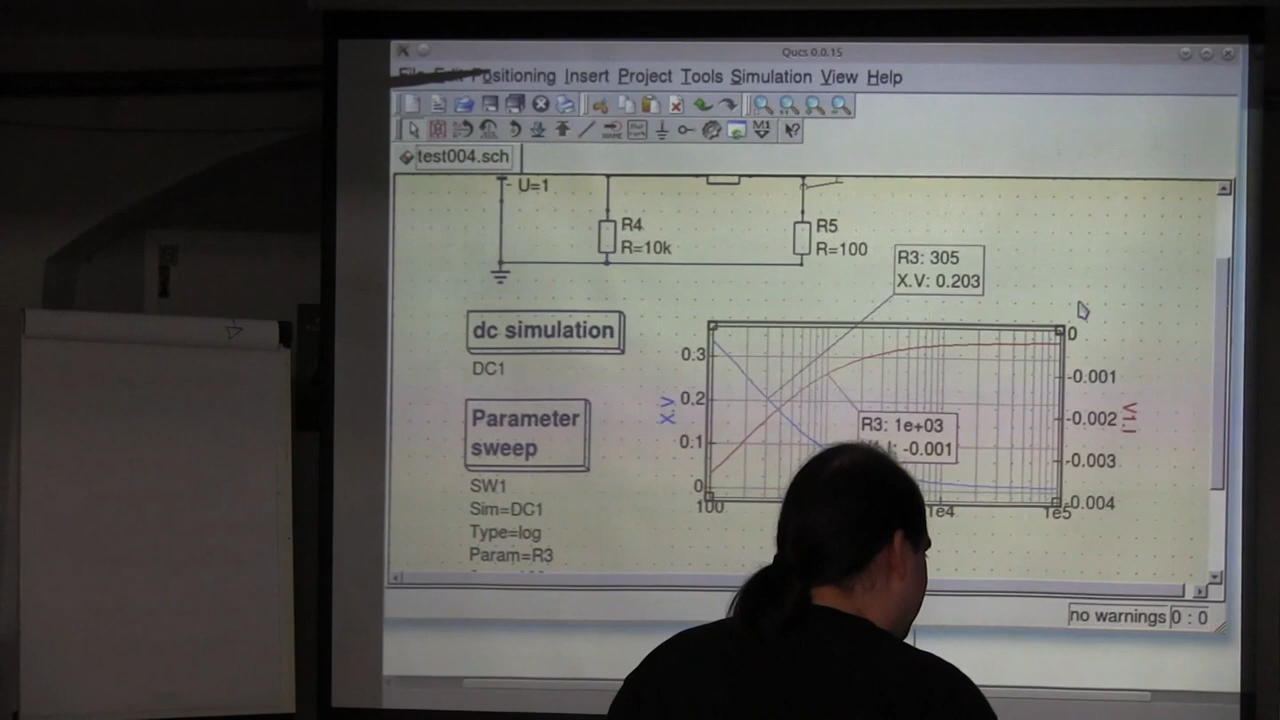 Qucs 0.0.15
File Edit Positioning Insert Project Tools Simulation View Help
M1
test004.sch
U=1
R4
R=10k
R5
R=100
R3: 305
X.V: 0.203
dc simulation
DC1
Parameter
sweep
SW1
Sim=DC1
Type=log
Param=R3
X.V
0.3
0.2
0.1
0
100
1e4
1e5
0
-0.001
-0.002
-0.003
-0.004
V1.I
R3: 1e+03
-0.001
no warnings 0 : 0